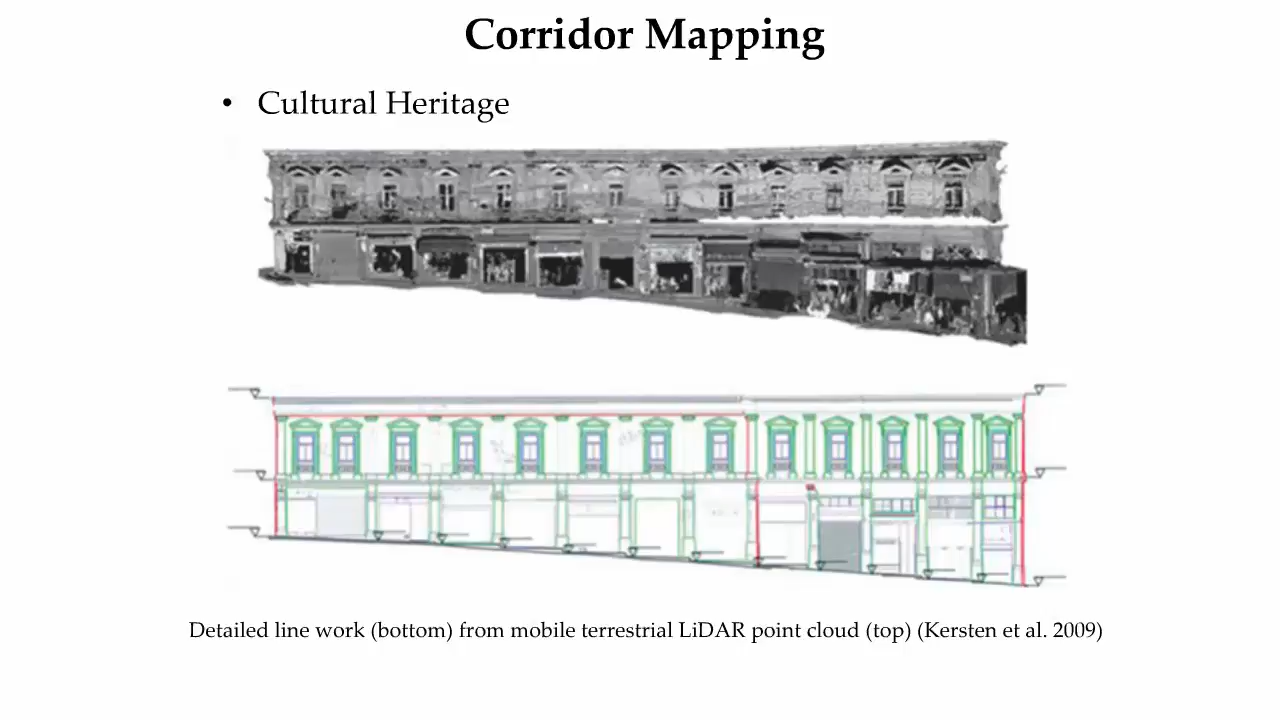 Corridor Mapping
• Cultural Heritage
Detailed line work (bottom) from mobile terrestrial LiDAR point cloud (top) (Kersten et al. 2009)